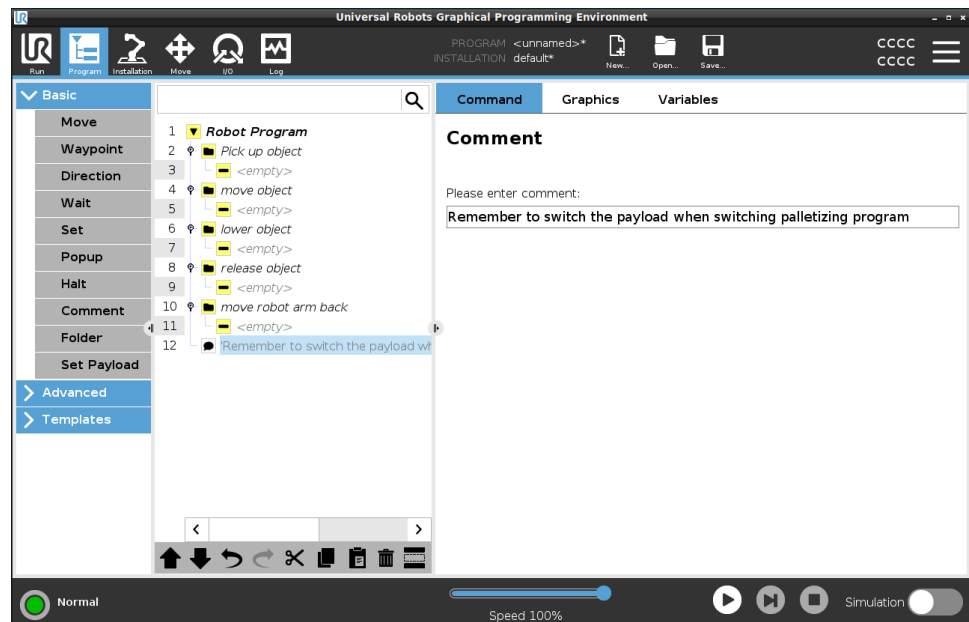 Universal Robots Graphical Programming Environment
UR
Run
Program
Installation
Move
I/O
Log
PROGRAM <unnamed>*
INSTALLATION default*
New...
Open...
Save...
CCCC
CCCC
Basic
Move
Waypoint
Direction
Wait
Set
Popup
Halt
Comment
Folder
Set Payload
Advanced
Templates
1 Robot Program
2 Pick up object
3 <empty>
4 move object
5 <empty>
6 lower object
7 <empty>
8 release object
9 <empty>
10 move robot arm back
11 <empty>
12 'Remember to switch the payload wh
Command Graphics Variables
Comment
Please enter comment:
Remember to switch the payload when switching palletizing program
Normal
Speed 100%
Simulation